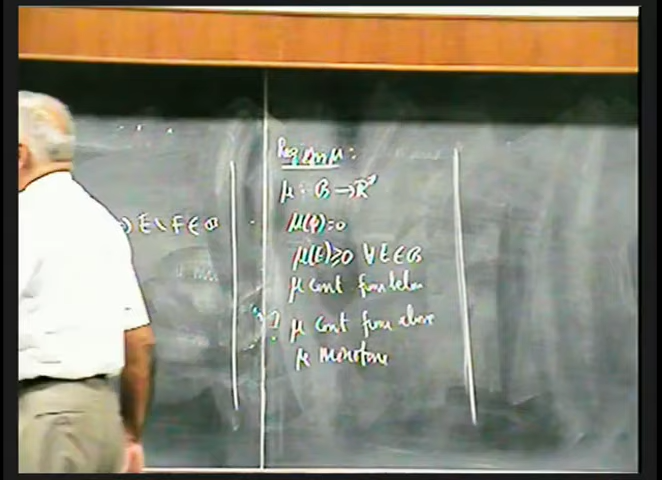 ) E \ F ∈ B
Req on μ:
μ : B → R*
μ(φ)=0
μ(E)≥0 ∀ E ∈ B
μ cont from below
? μ cont from above
μ monotone